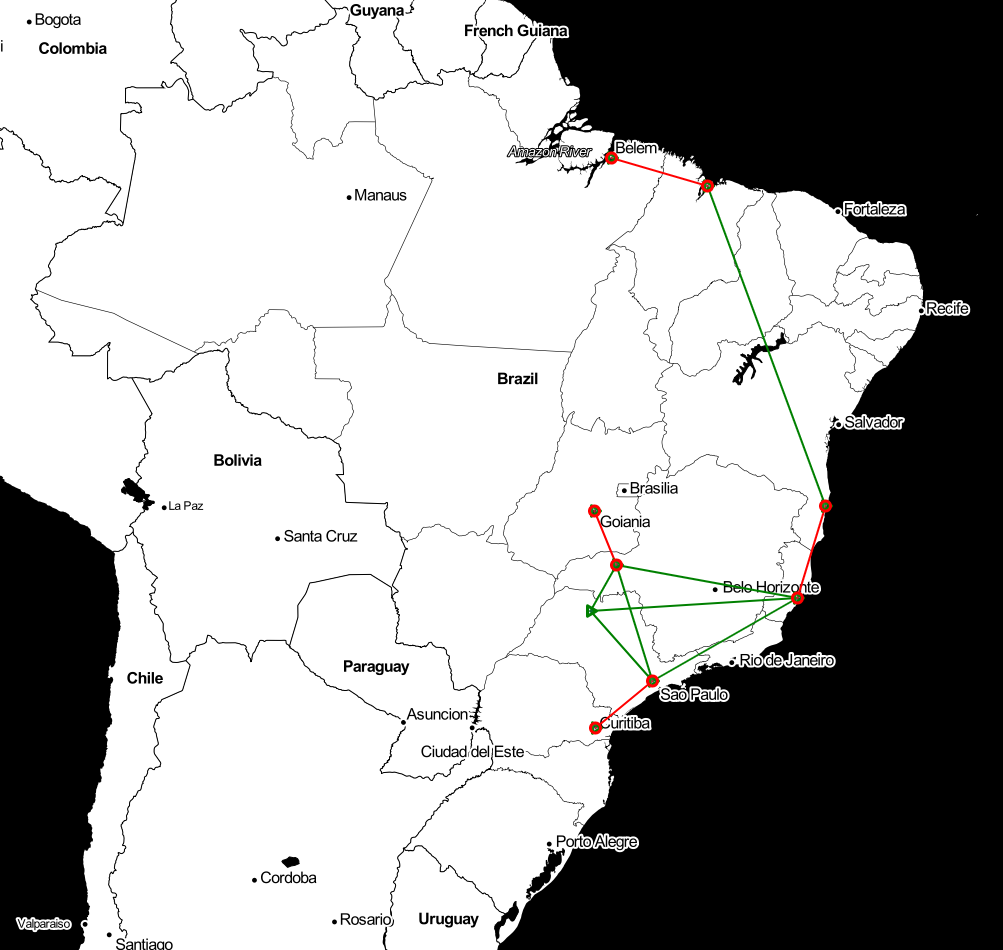 Guyana
Bogota
French Guiana
i
Colombia
Belem
Amazon River
Manaus
Fortaleza
Recife
Brazil
Salvador
Bolivia
Brasilia
La Paz
Goiania
Santa Cruz
Belo Horizonte
Rio de Janeiro
Paraguay
Chile
Sao Paulo
Asuncion
Curitiba
Ciudad del Este
Porto Alegre
Cordoba
Rosario
Uruguay
Valparaiso
Santiago